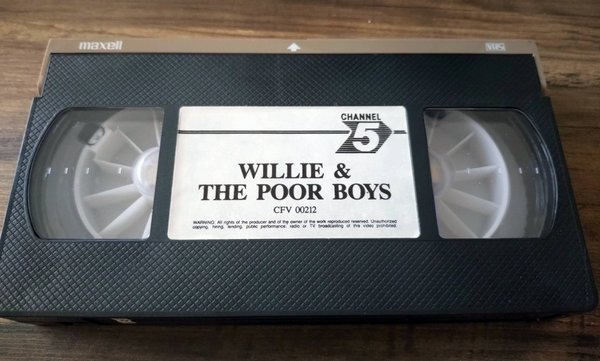 maxell
VHS
CHANNEL
5
WILLIE &
THE POOR BOYS
CFV 00212
WARNING: All rights of the producer and of the owner of the work reproduced reserved. Unauthorized
copying, hiring, lending, public performance, radio or TV broadcasting of this video prohibited.